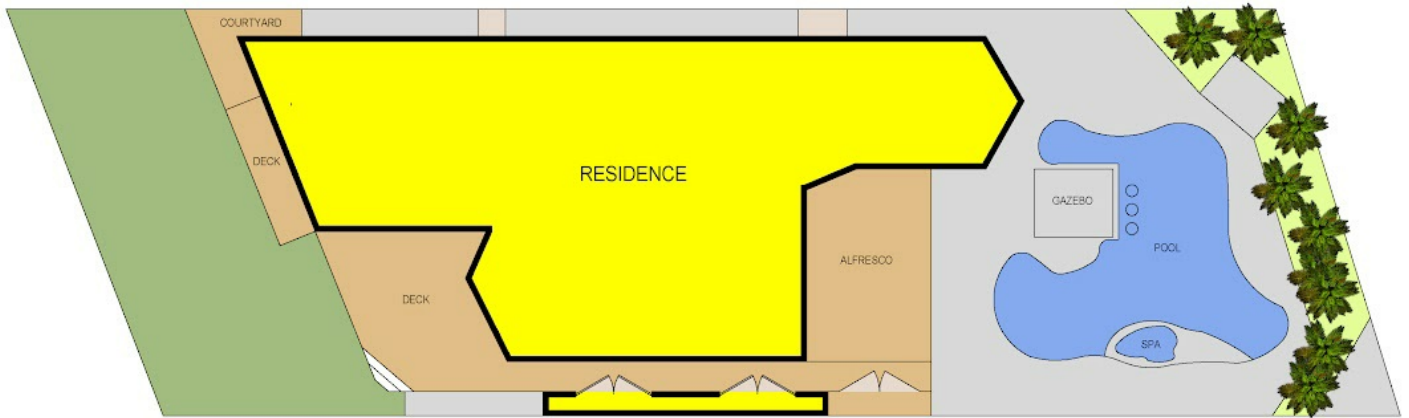 COURTYARD
DECK
RESIDENCE
GAZEBO
ALFRESCO
POOL
DECK
SPA